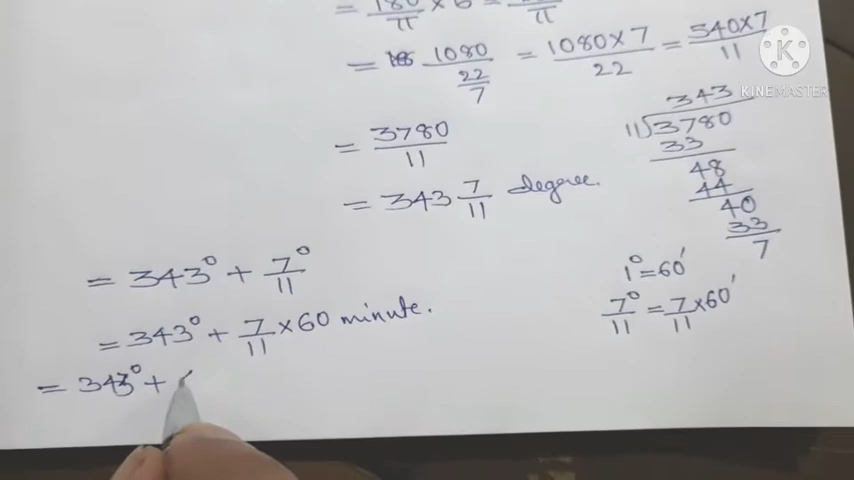 = 180/π × 6 =
= 1080/(22/7) = 1080×7/22 = 540×7/11
KINEMASTER
= 3780/11
343
11)3780
33
48
44
40
33
7
= 343 7/11 degree.
= 343° + 7°/11
1° = 60'
= 343° + 7/11 × 60 minute.
7°/11 = 7/11 × 60'
= 343° +